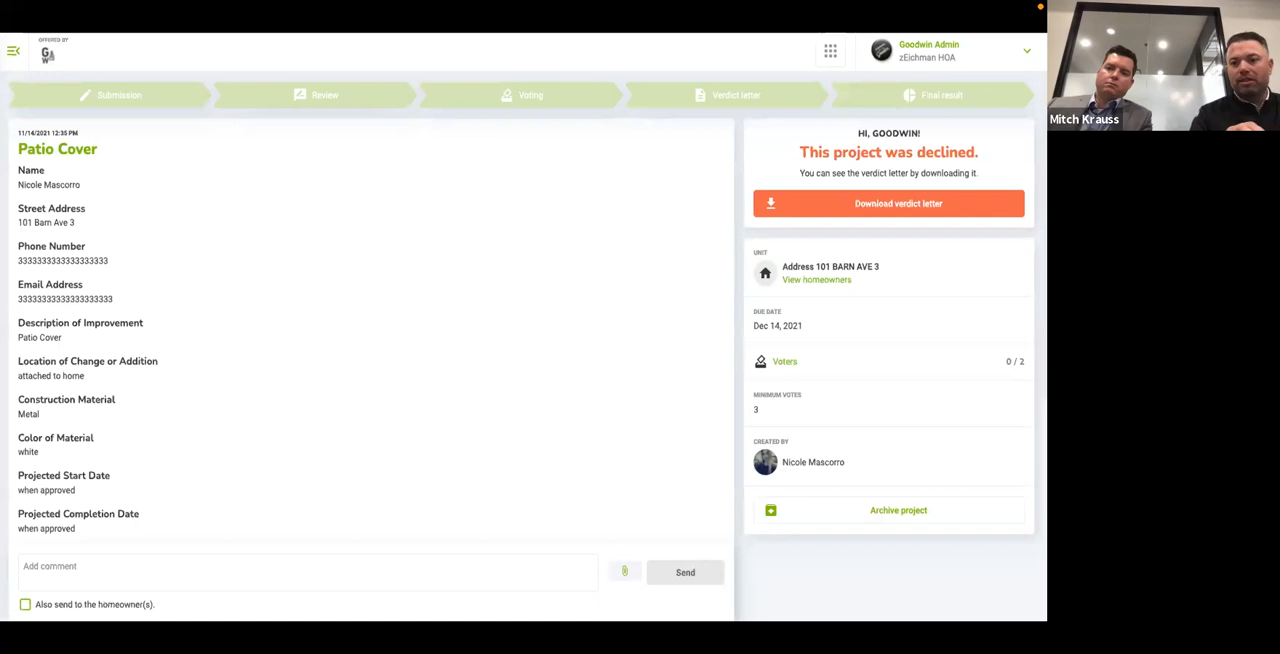 OFFERED BY
G
W
Goodwin Admin
zEichman HOA
Submission
Review
Voting
Verdict letter
Final result
11/14/2021 12:35 PM
Patio Cover
Name
Nicole Mascorro
Street Address
101 Barn Ave 3
Phone Number
3333333333333333333
Email Address
33333333333333333333
Description of Improvement
Patio Cover
Location of Change or Addition
attached to home
Construction Material
Metal
Color of Material
white
Projected Start Date
when approved
Projected Completion Date
when approved
Add comment
Send
Also send to the homeowner(s).
HI, GOODWIN!
This project was declined.
You can see the verdict letter by downloading it.
Download verdict letter
UNIT
Address 101 BARN AVE 3
View homeowners
DUE DATE
Dec 14, 2021
Voters
0 / 2
MINIMUM VOTES
3
CREATED BY
Nicole Mascorro
Archive project
Mitch Krauss